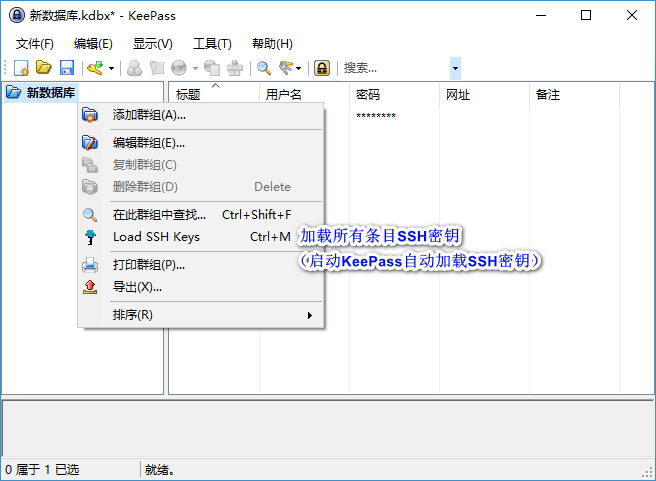 新数据库.kdbx* - KeePass
文件(F) 编辑(E) 显示(V) 工具(T) 帮助(H)
搜索...
新数据库
标题 用户名 密码 网址 备注
********
添加群组(A)...
编辑群组(E)...
复制群组(C)
删除群组(D) Delete
在此群组中查找... Ctrl+Shift+F
Load SSH Keys Ctrl+M
加载所有条目SSH密钥
（启动KeePass自动加载SSH密钥）
打印群组(P)...
导出(X)...
排序(R)
0 属于 1 已选 就绪。